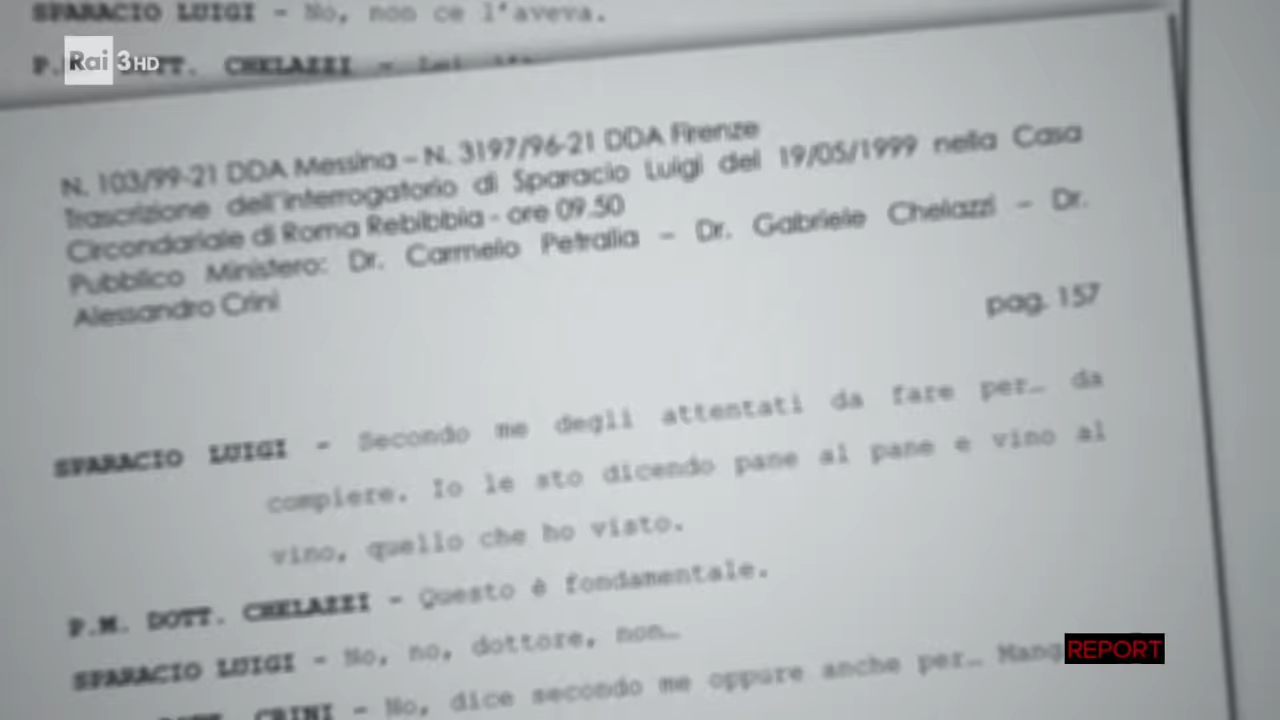 SPARACIO LUIGI - No, non ce l'aveva.
Rai 3HD
CHELAZZI -
N. 103/99-21 DDA Messina – N. 3197/96-21 DDA Firenze
Trascrizione dell'interrogatorio di Sparacio Luigi del 19/05/1999 nella Casa
Circondariale di Roma Rebibbia - ore 09.50
Pubblico Ministero: Dr. Carmelo Petralia – Dr. Gabriele Chelazzi – Dr.
Alessandro Crini
pag. 157
SPARACIO LUIGI - Secondo me degli attentati da fare per… da
compiere. Io le sto dicendo pane al pane e vino al
vino, quello che ho visto.
P.M. DOTT. CHELAZZI - Questo è fondamentale.
SPARACIO LUIGI - No, no, dottore, non…
CRINI - No, dice secondo me oppure anche per…
REPORT